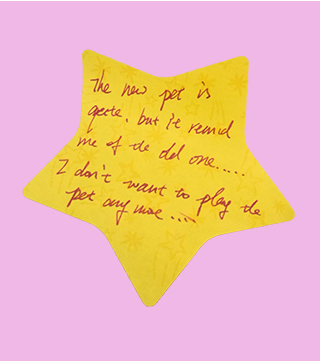 The new pet is
qerte, but it remid
me of the old one.....
I don't want to play the
pet any more ....